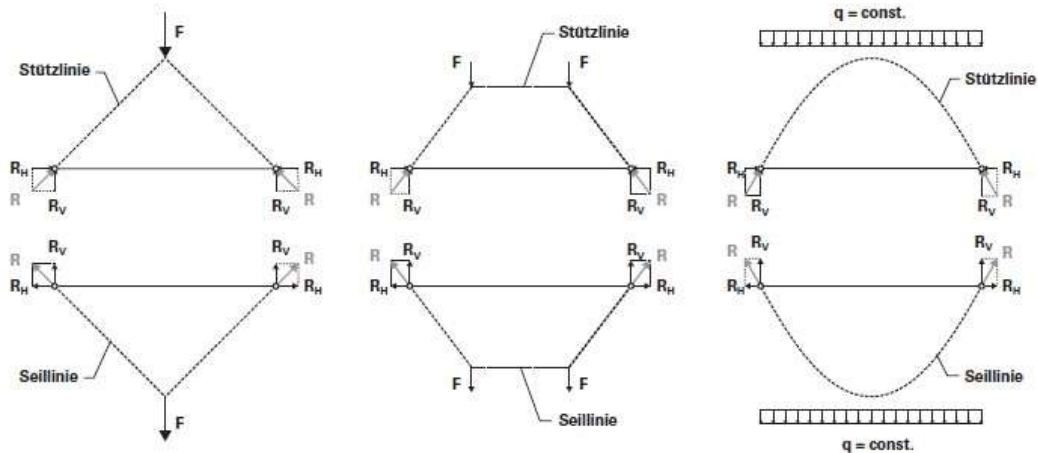 F
Stützlinie
R_H
R
R_V
R_V
R_H
R
Stützlinie
F
F
R_H
R
R_V
R_V
R_H
R
q = const.
Stützlinie
R_H
R
R_V
R_V
R_H
R
R
R_V
R_H
R_V
R
R_H
Seillinie
F
R
R_V
R_H
R_V
R
R_H
F
F
Seillinie
R
R_V
R_H
R_V
R
R_H
Seillinie
q = const.